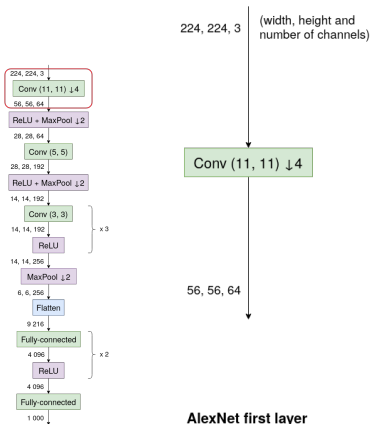 224, 224, 3
Conv (11, 11) ↓4
56, 56, 64
ReLU + MaxPool ↓2
28, 28, 64
Conv (5, 5)
28, 28, 192
ReLU + MaxPool ↓2
14, 14, 192
Conv (3, 3)
14, 14, 192
x 3
ReLU
14, 14, 256
MaxPool ↓2
6, 6, 256
Flatten
9 216
Fully-connected
4 096
x 2
ReLU
4 096
Fully-connected
1 000
224, 224, 3
(width, height and
number of channels)
Conv (11, 11) ↓4
56, 56, 64
AlexNet first layer